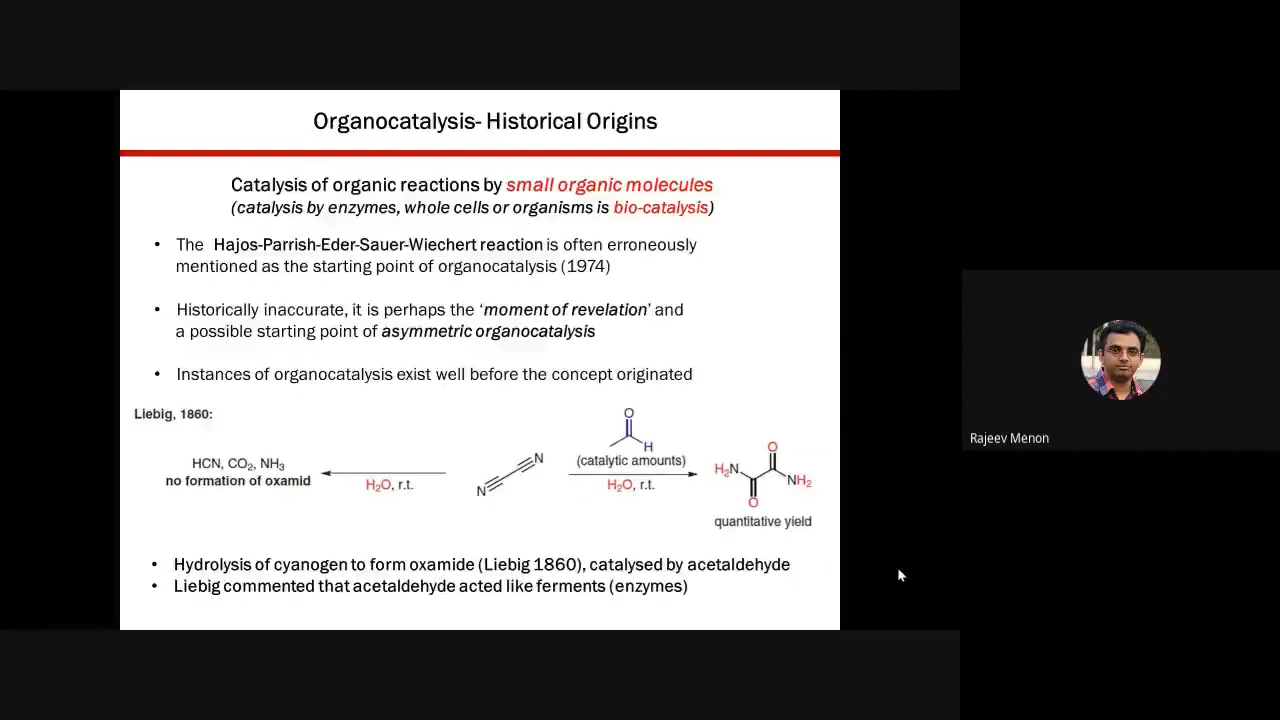 Organocatalysis- Historical Origins
Catalysis of organic reactions by small organic molecules
(catalysis by enzymes, whole cells or organisms is bio-catalysis)
• The Hajos-Parrish-Eder-Sauer-Wiechert reaction is often erroneously
mentioned as the starting point of organocatalysis (1974)
• Historically inaccurate, it is perhaps the ‘moment of revelation’ and
a possible starting point of asymmetric organocatalysis
• Instances of organocatalysis exist well before the concept originated
Liebig, 1860:
HCN, CO2, NH3
no formation of oxamid
H2O, r.t.
N
N
O
H
(catalytic amounts)
H2O, r.t.
O
H2N
NH2
O
quantitative yield
• Hydrolysis of cyanogen to form oxamide (Liebig 1860), catalysed by acetaldehyde
• Liebig commented that acetaldehyde acted like ferments (enzymes)
Rajeev Menon